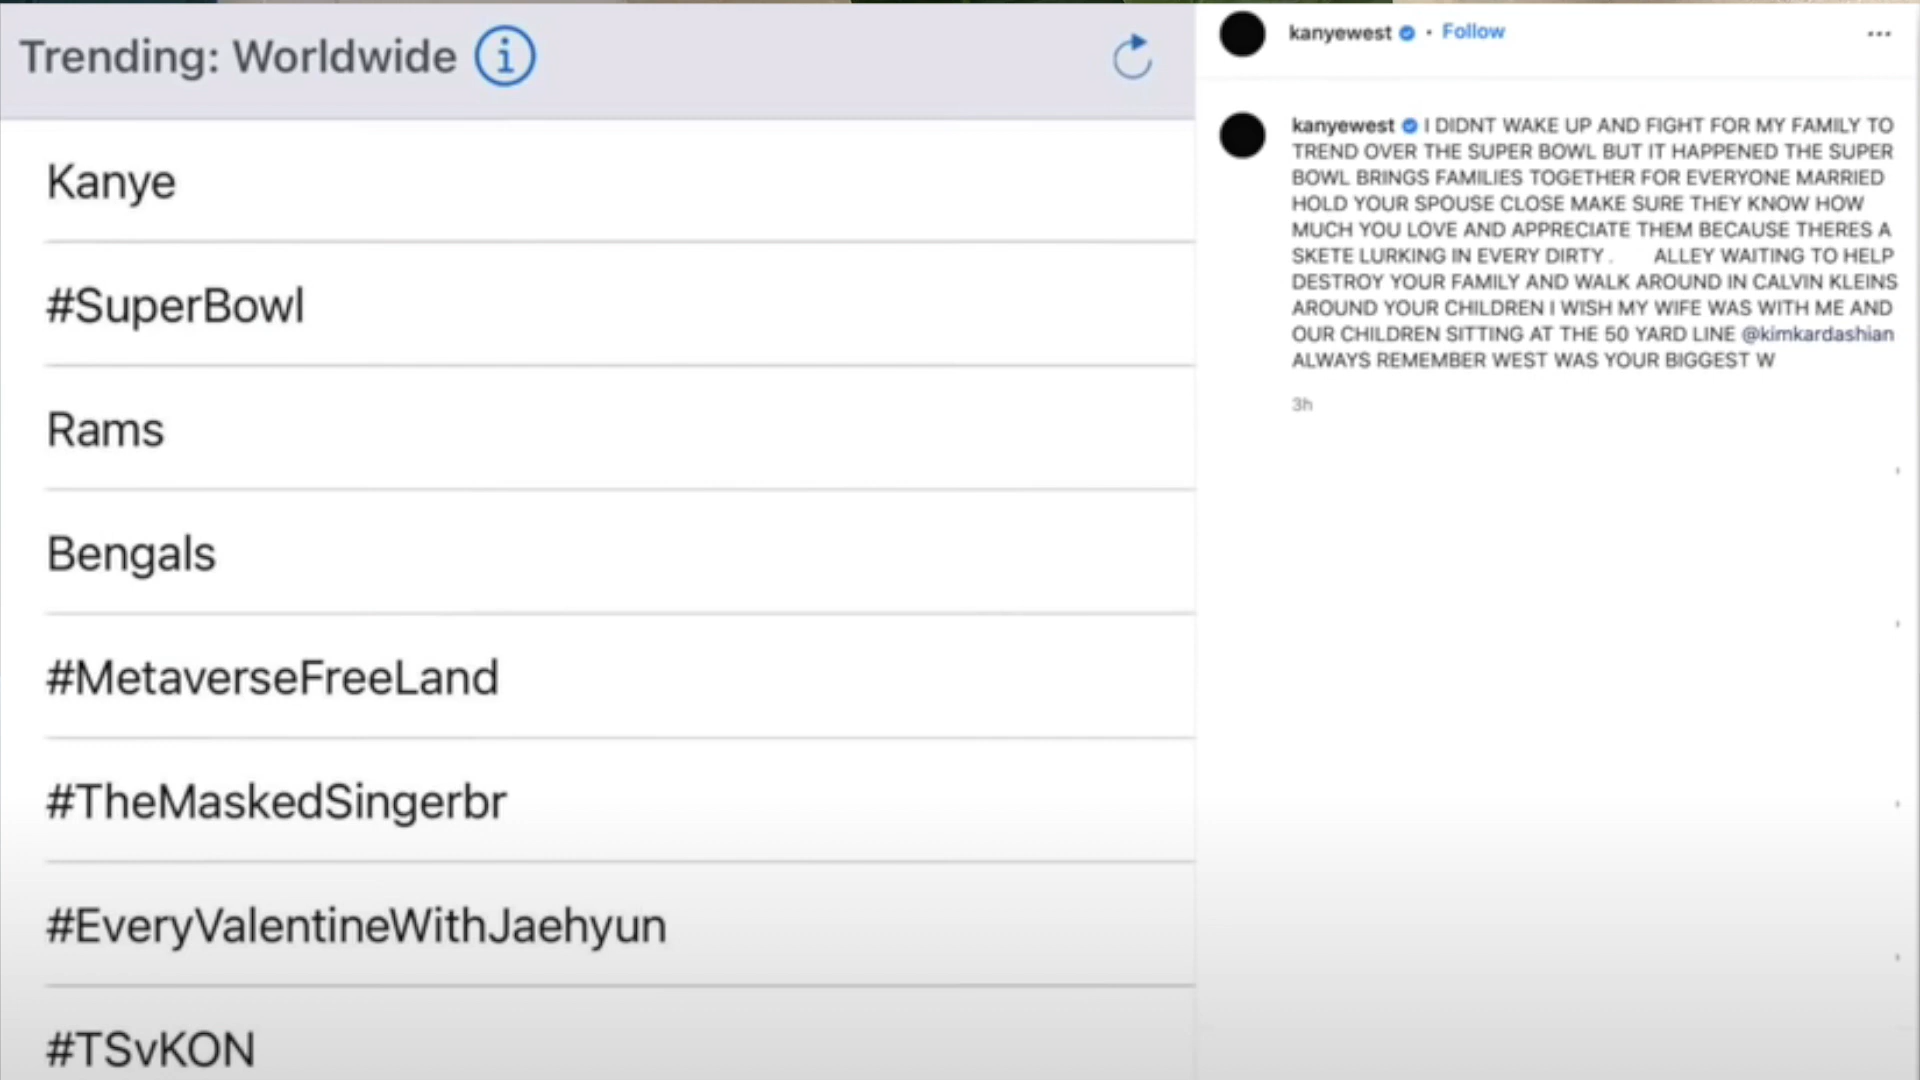 Trending: Worldwide
Kanye
#SuperBowl
Rams
Bengals
#MetaverseFreeLand
#TheMaskedSingerbr
#EveryValentineWithJaehyun
#TSvKON
kanyewest • Follow
kanyewest I DIDNT WAKE UP AND FIGHT FOR MY FAMILY TO
TREND OVER THE SUPER BOWL BUT IT HAPPENED THE SUPER
BOWL BRINGS FAMILIES TOGETHER FOR EVERYONE MARRIED
HOLD YOUR SPOUSE CLOSE MAKE SURE THEY KNOW HOW
MUCH YOU LOVE AND APPRECIATE THEM BECAUSE THERES A
SKETE LURKING IN EVERY DIRTY . ALLEY WAITING TO HELP
DESTROY YOUR FAMILY AND WALK AROUND IN CALVIN KLEINS
AROUND YOUR CHILDREN I WISH MY WIFE WAS WITH ME AND
OUR CHILDREN SITTING AT THE 50 YARD LINE @kimkardashian
ALWAYS REMEMBER WEST WAS YOUR BIGGEST W
3h